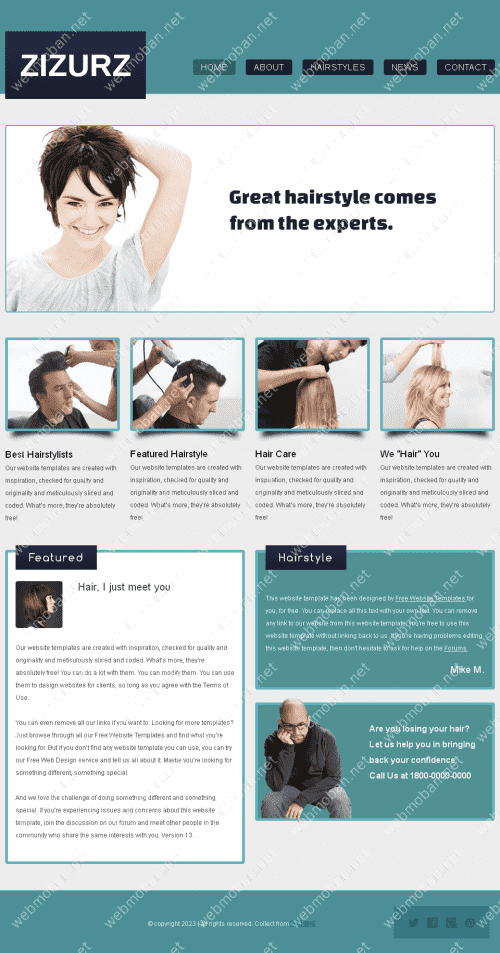 ZIZURZ
HOME ABOUT HAIRSTYLES NEWS CONTACT
Great hairstyle comes
from the experts.
Best Hairstylists
Our website templates are created with
inspiration, checked for quality and
originality and meticulously sliced and
coded. What's more, they're absolutely
free!
Featured Hairstyle
Our website templates are created with
inspiration, checked for quality and
originality and meticulously sliced and
coded. What's more, they're absolutely
free!
Hair Care
Our website templates are created with
inspiration, checked for quality and
originality and meticulously sliced and
coded. What's more, they're absolutely
free!
We "Hair" You
Our website templates are created with
inspiration, checked for quality and
originality and meticulously sliced and
coded. What's more, they're absolutely
free!
Featured
Hair, I just meet you
Our website templates are created with inspiration, checked for quality and
originality and meticulously sliced and coded. What's more, they're
absolutely free! You can do a lot with them. You can modify them. You can use
them to design websites for clients, so long as you agree with the Terms of
Use.
You can even remove all our links if you want to. Looking for more templates?
Just browse through all our Free Website Templates and find what you're
looking for. But if you don't find any website template you can use, you can try
our Free Web Design service and tell us all about it. Maybe you're looking for
something different, something special.
And we love the challenge of doing something different and something
special. If you're experiencing issues and concerns about this website
template, join the discussion on our forum and meet other people in the
community who share the same interests with you. Version 13.
Hairstyle
This website template has been designed by Free Website Templates for
you, for free. You can replace all this text with your own text. You can remove
any link to our website from this website template, you're free to use this
website template without linking back to us. If you're having problems editing
this website template, then don't hesitate to ask for help on the Forums.
Mike M.
Are you losing your hair?
Let us help you in bringing
back your confidence.
Call Us at 1800-0000-0000
© copyright 2023 | all rights reserved. Collect from
webmoban.net